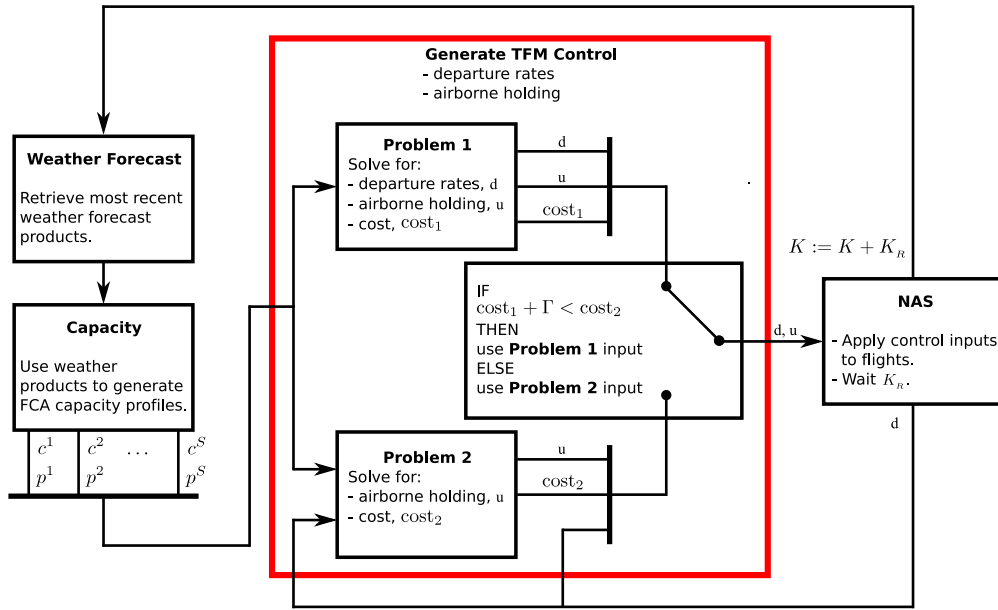 Generate TFM Control
- departure rates
- airborne holding
Weather Forecast
Retrieve most recent
weather forecast
products.
Capacity
Use weather
products to generate
FCA capacity profiles.
c¹ c² ... c^S
p¹ p² p^S
Problem 1
Solve for:
- departure rates, d
- airborne holding, u
- cost, cost₁
d
u
cost₁
IF
cost₁ + Γ < cost₂
THEN
use Problem 1 input
ELSE
use Problem 2 input
Problem 2
Solve for:
- airborne holding, u
- cost, cost₂
u
cost₂
d, u
K := K + K_R
NAS
- Apply control inputs
to flights.
- Wait K_R.
d